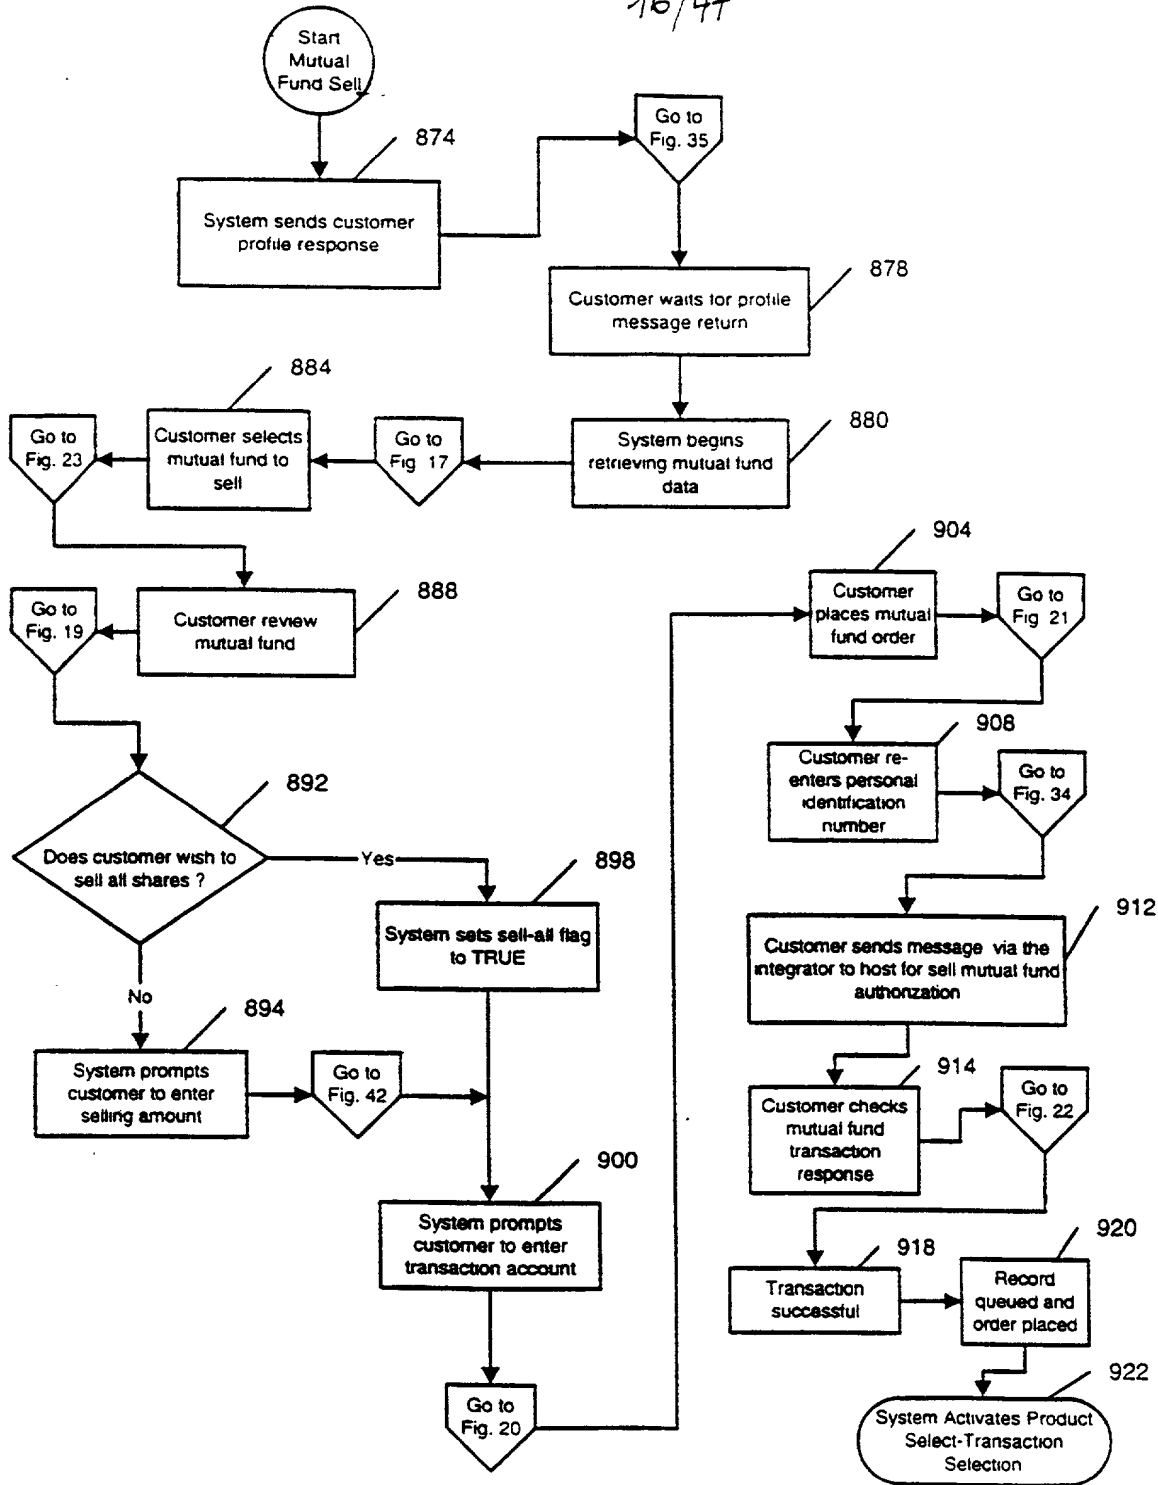 16/47
Start
Mutual
Fund Sell
874
System sends customer
profile response
Go to
Fig. 35
878
Customer waits for profile
message return
880
System begins
retrieving mutual fund
data
Go to
Fig 17
884
Customer selects
mutual fund to
sell
Go to
Fig. 23
888
Customer review
mutual fund
Go to
Fig. 19
892
Does customer wish to
sell all shares ?
Yes
898
System sets sell-all flag
to TRUE
No
894
System prompts
customer to enter
selling amount
Go to
Fig. 42
900
System prompts
customer to enter
transaction account
Go to
Fig. 20
904
Customer
places mutual
fund order
Go to
Fig 21
908
Customer re-
enters personal
identification
number
Go to
Fig. 34
912
Customer sends message via the
integrator to host for sell mutual fund
authorization
914
Customer checks
mutual fund
transaction
response
Go to
Fig. 22
918
Transaction
successful
920
Record
queued and
order placed
922
System Activates Product
Select-Transaction
Selection